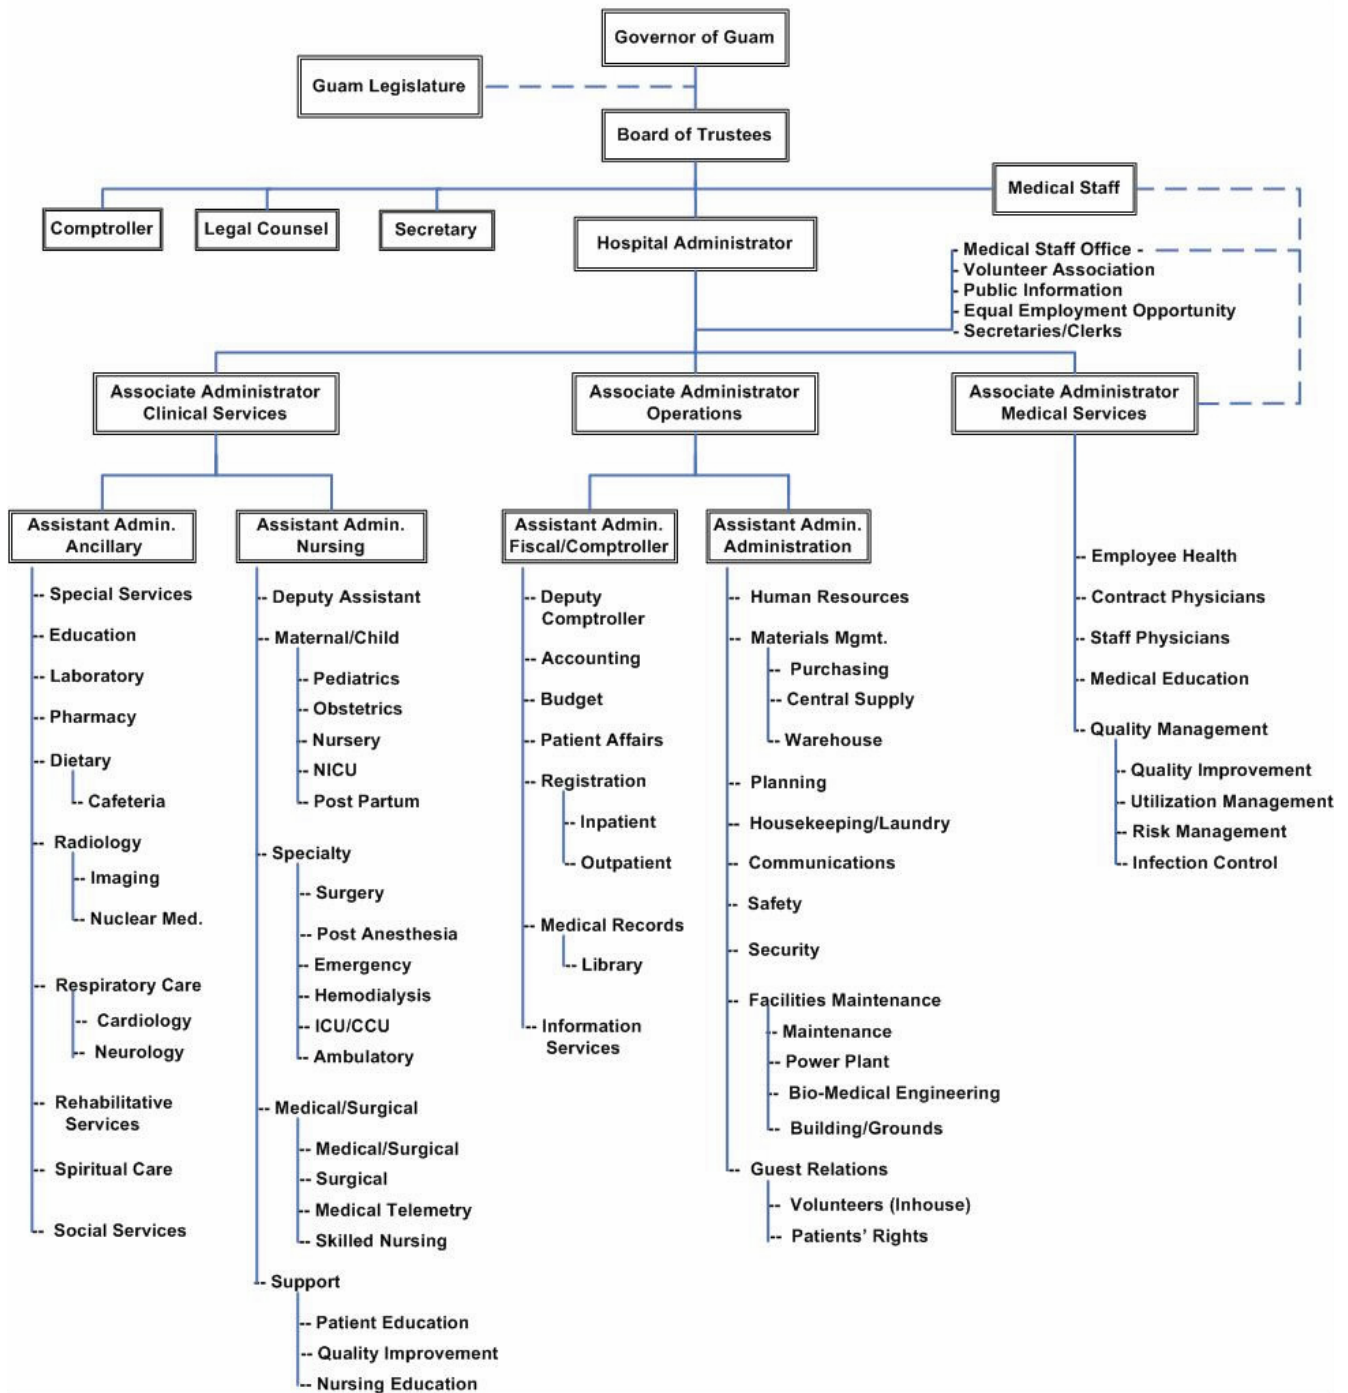 Governor of Guam
Guam Legislature
Board of Trustees
Medical Staff
Comptroller
Legal Counsel
Secretary
Hospital Administrator
- Medical Staff Office -
- Volunteer Association
- Public Information
- Equal Employment Opportunity
- Secretaries/Clerks
Associate Administrator
Clinical Services
Associate Administrator
Operations
Associate Administrator
Medical Services
Assistant Admin.
Ancillary
-- Special Services
-- Education
-- Laboratory
-- Pharmacy
-- Dietary
-- Cafeteria
-- Radiology
-- Imaging
-- Nuclear Med.
-- Respiratory Care
-- Cardiology
-- Neurology
-- Rehabilitative
Services
-- Spiritual Care
-- Social Services
Assistant Admin.
Nursing
-- Deputy Assistant
-- Maternal/Child
-- Pediatrics
-- Obstetrics
-- Nursery
-- NICU
-- Post Partum
-- Specialty
-- Surgery
-- Post Anesthesia
-- Emergency
-- Hemodialysis
-- ICU/CCU
-- Ambulatory
-- Medical/Surgical
-- Medical/Surgical
-- Surgical
-- Medical Telemetry
-- Skilled Nursing
-- Support
-- Patient Education
-- Quality Improvement
-- Nursing Education
Assistant Admin.
Fiscal/Comptroller
-- Deputy
Comptroller
-- Accounting
-- Budget
-- Patient Affairs
-- Registration
-- Inpatient
-- Outpatient
-- Medical Records
-- Library
-- Information
Services
Assistant Admin.
Administration
-- Human Resources
-- Materials Mgmt.
-- Purchasing
-- Central Supply
-- Warehouse
-- Planning
-- Housekeeping/Laundry
-- Communications
-- Safety
-- Security
-- Facilities Maintenance
-- Maintenance
-- Power Plant
-- Bio-Medical Engineering
-- Building/Grounds
-- Guest Relations
-- Volunteers (Inhouse)
-- Patients' Rights
-- Employee Health
-- Contract Physicians
-- Staff Physicians
-- Medical Education
-- Quality Management
-- Quality Improvement
-- Utilization Management
-- Risk Management
-- Infection Control